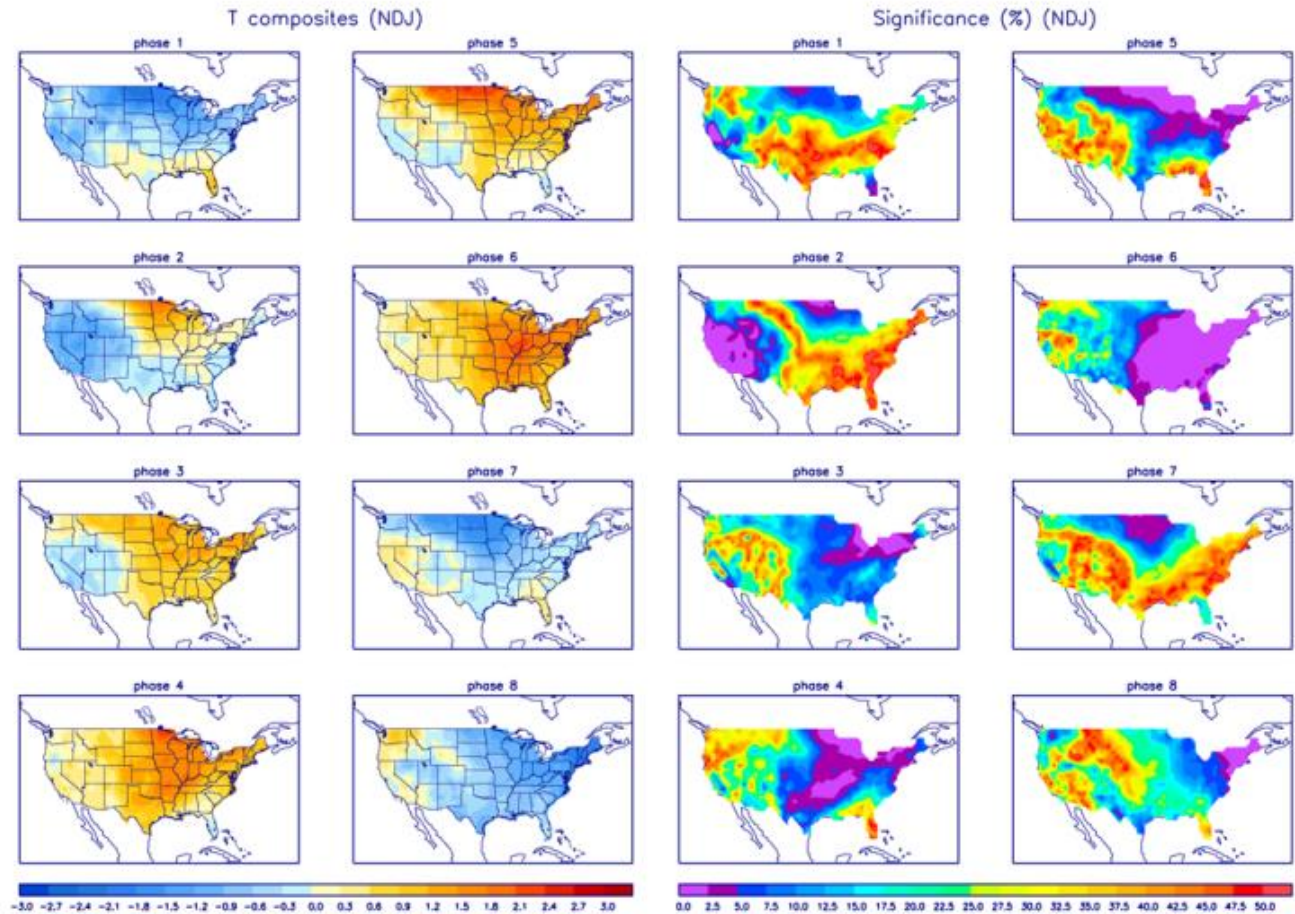 T composites (NDJ) Significance (%) (NDJ)
phase 1 phase 5 phase 1 phase 5
phase 2 phase 6 phase 2 phase 6
phase 3 phase 7 phase 3 phase 7
phase 4 phase 8 phase 4 phase 8
-3.0 -2.7 -2.4 -2.1 -1.8 -1.5 -1.2 -0.9 -0.6 -0.3 0.0 0.3 0.6 0.9 1.2 1.5 1.8 2.1 2.4 2.7 3.0 0.0 2.5 5.0 7.5 10.0 12.5 15.0 17.5 20.0 22.5 25.0 27.5 30.0 32.5 35.0 37.5 40.0 42.5 45.0 47.5 50.0